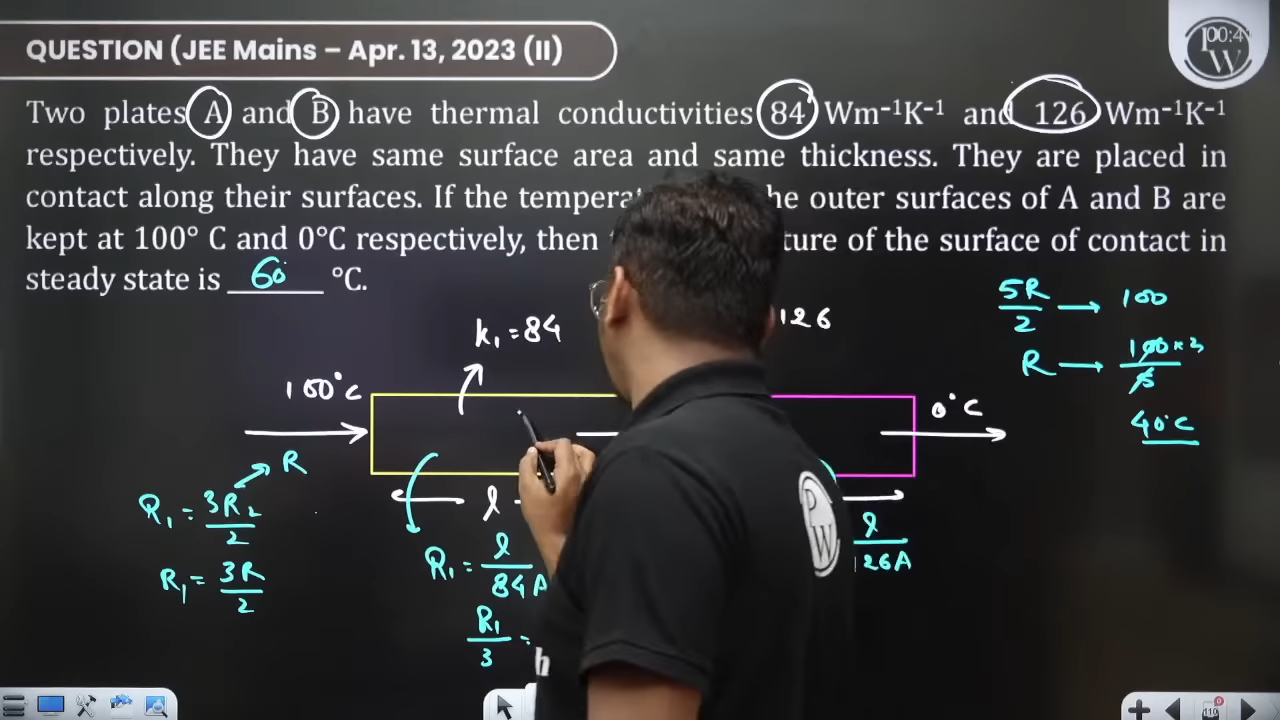 QUESTION (JEE Mains – Apr. 13, 2023 (II)
Two plates A and B have thermal conductivities 84 Wm⁻¹K⁻¹ and 126 Wm⁻¹K⁻¹
respectively. They have same surface area and same thickness. They are placed in
contact along their surfaces. If the he outer surfaces of A and B are
kept at 100° C and 0°C respectively, then ture of the surface of contact in
steady state is 60 °C.
5R/2 → 100
R → 100×2/5
40°C
k₁ = 84
126
100°C
0°C
R
R₁ = 3R₂/2
R₁ = 3R/2
l
R₁ = l/84A
R₁/3 =
l/126A
PW
PW
h
110